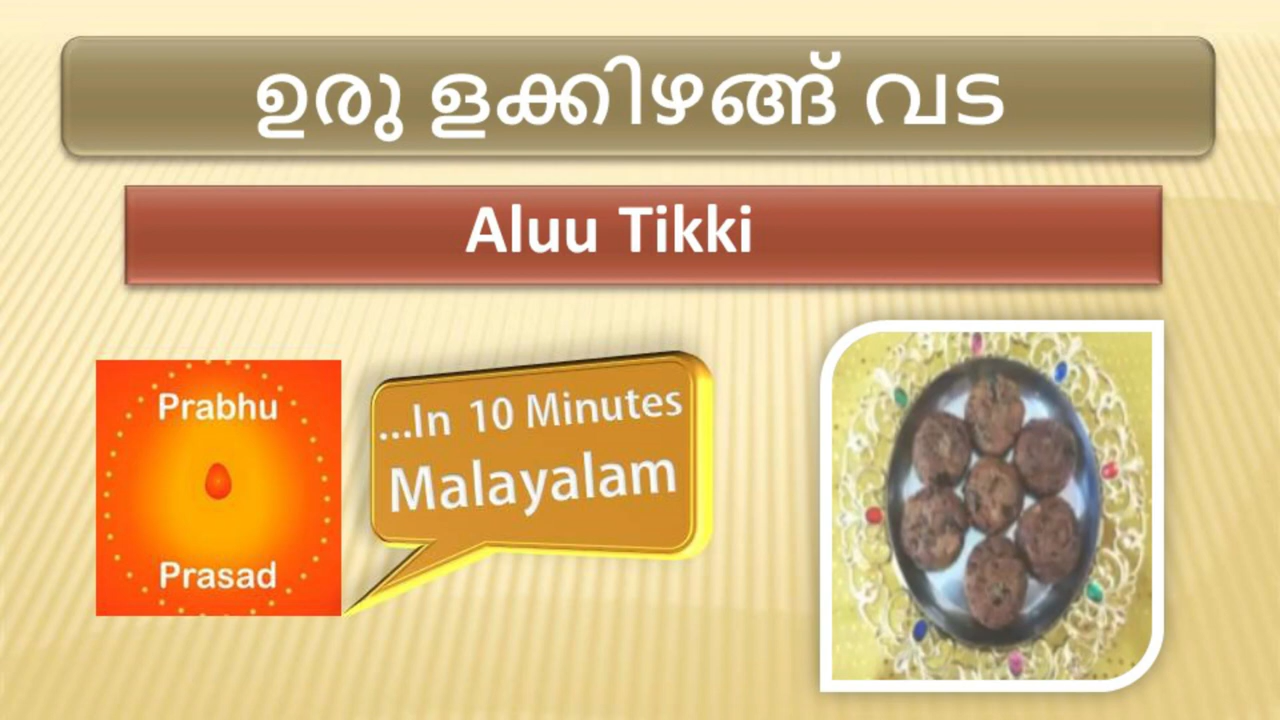 ഉരു ളക്കിഴങ്ങ് വട
Aluu Tikki
Prabhu
Prasad
...In 10 Minutes
Malayalam